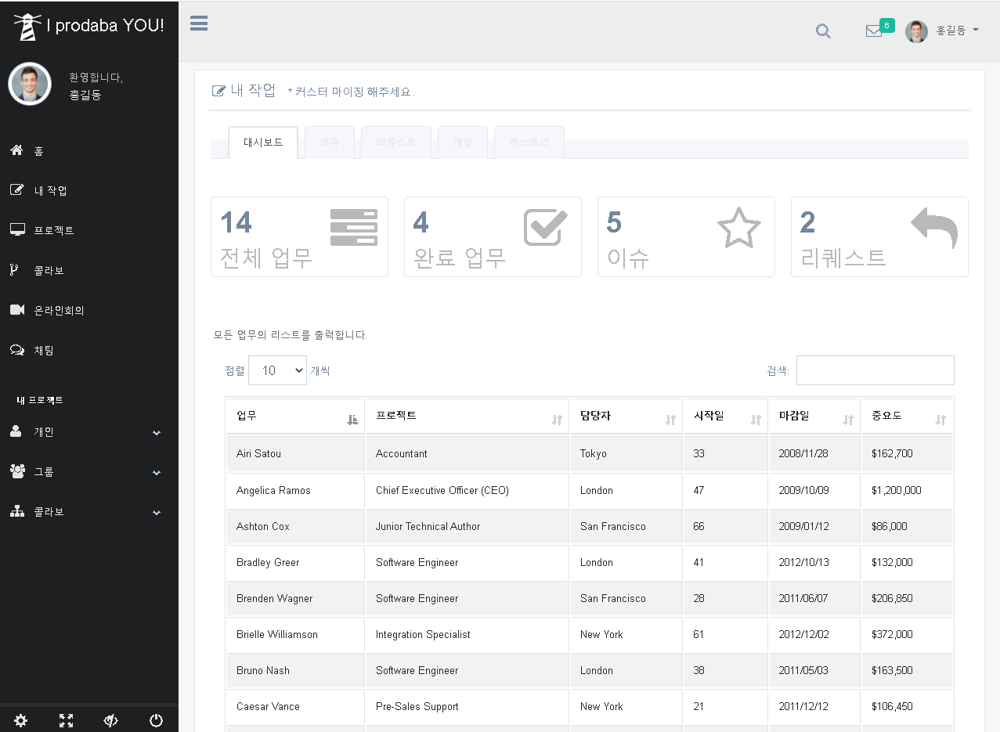 I prodaba YOU!
6
홍길동
환영합니다,
홍길동
홈
내 작업
프로젝트
콜라보
온라인회의
채팅
내 프로젝트
개인
그룹
콜라보
내 작업 * 커스터 마이징 해주세요.
대시보드 이슈 리퀘스트 메일 히스토리
14
전체 업무
4
완료 업무
5
이슈
2
리퀘스트
모든 업무의 리스트를 출력합니다.
정렬 10 개씩 검색:
업무 프로젝트 담당자 시작일 마감일 중요도
Airi Satou Accountant Tokyo 33 2008/11/28 $162,700
Angelica Ramos Chief Executive Officer (CEO) London 47 2009/10/09 $1,200,000
Ashton Cox Junior Technical Author San Francisco 66 2009/01/12 $86,000
Bradley Greer Software Engineer London 41 2012/10/13 $132,000
Brenden Wagner Software Engineer San Francisco 28 2011/06/07 $206,850
Brielle Williamson Integration Specialist New York 61 2012/12/02 $372,000
Bruno Nash Software Engineer London 38 2011/05/03 $163,500
Caesar Vance Pre-Sales Support New York 21 2011/12/12 $106,450